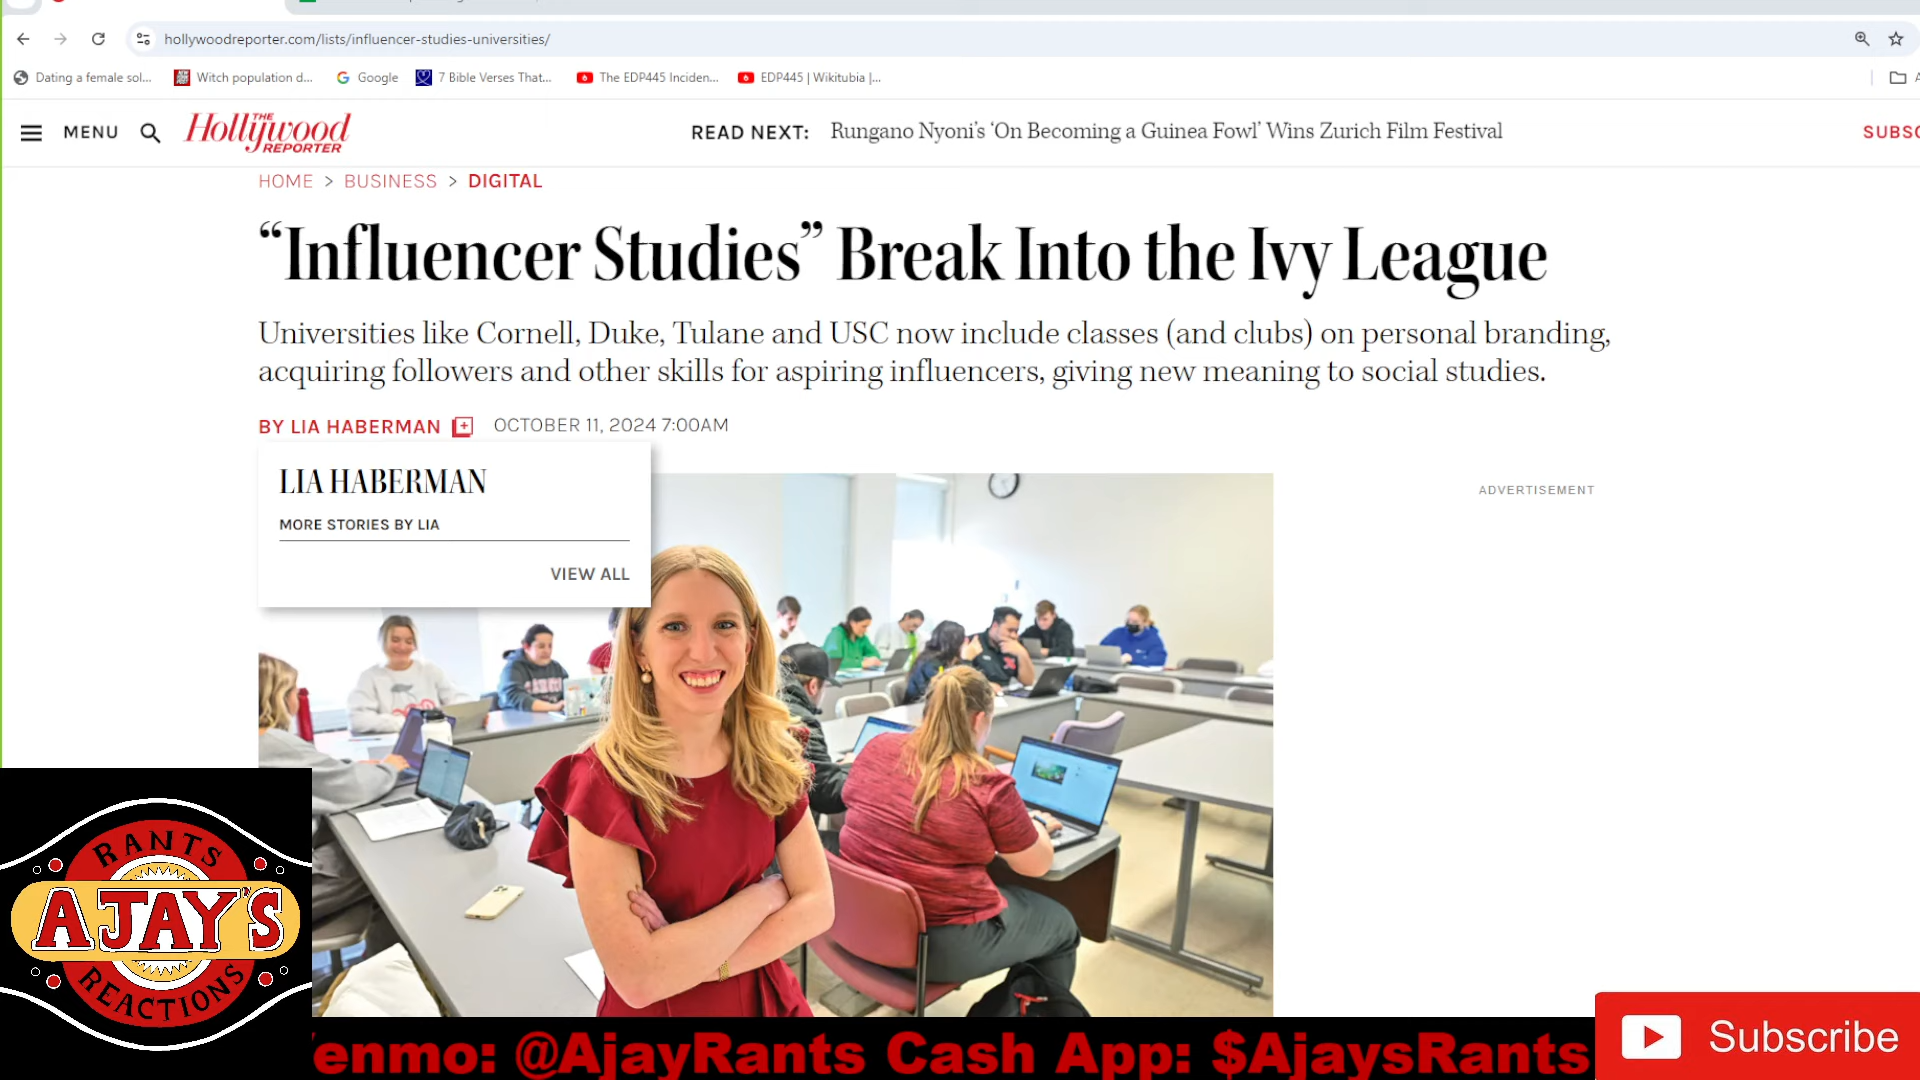 hollywoodreporter.com/lists/influencer-studies-universities/
Dating a female sol... Witch population d... Google 7 Bible Verses That... The EDP445 Inciden... EDP445 | Wikitubia |...
MENU THE Hollywood REPORTER READ NEXT: Rungano Nyoni's ‘On Becoming a Guinea Fowl’ Wins Zurich Film Festival SUBSC
HOME > BUSINESS > DIGITAL
“Influencer Studies” Break Into the Ivy League
Universities like Cornell, Duke, Tulane and USC now include classes (and clubs) on personal branding,
acquiring followers and other skills for aspiring influencers, giving new meaning to social studies.
BY LIA HABERMAN OCTOBER 11, 2024 7:00AM
LIA HABERMAN
MORE STORIES BY LIA
VIEW ALL
ADVERTISEMENT
RANTS
AJAY'S
REACTIONS
enmo: @AjayRants Cash App: $AjaysRants
Subscribe